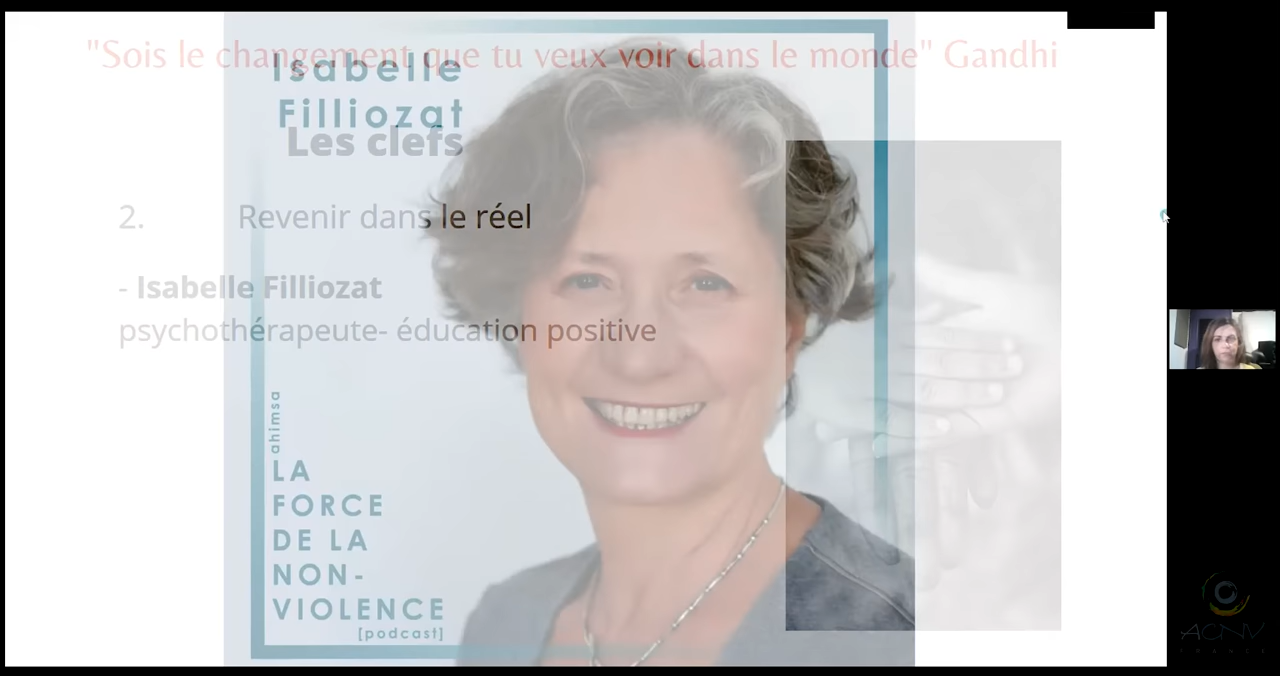 "Sois le changement que tu veux voir dans le monde" Gandhi
Isabelle
Filliozat
Les clefs
2. Revenir dans le réel
- Isabelle Filliozat
psychothérapeute- éducation positive
ahimsa
LA
FORCE
DE LA
NON-
VIOLENCE
[podcast]
ACNV
FRANCE